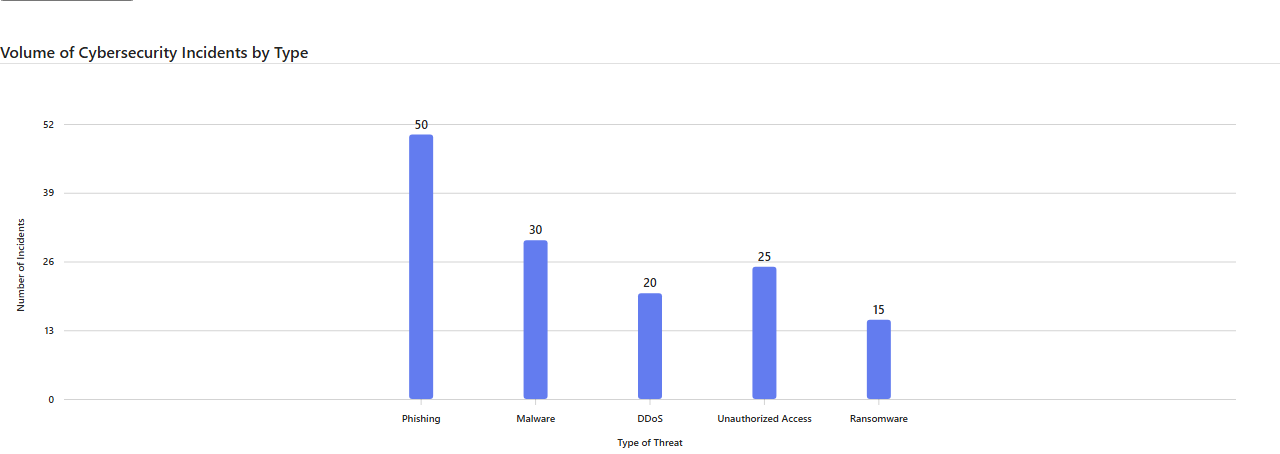 Volume of Cybersecurity Incidents by Type
52
39
26
13
0
Number of Incidents
50
30
20
25
15
Phishing
Malware
DDoS
Unauthorized Access
Ransomware
Type of Threat